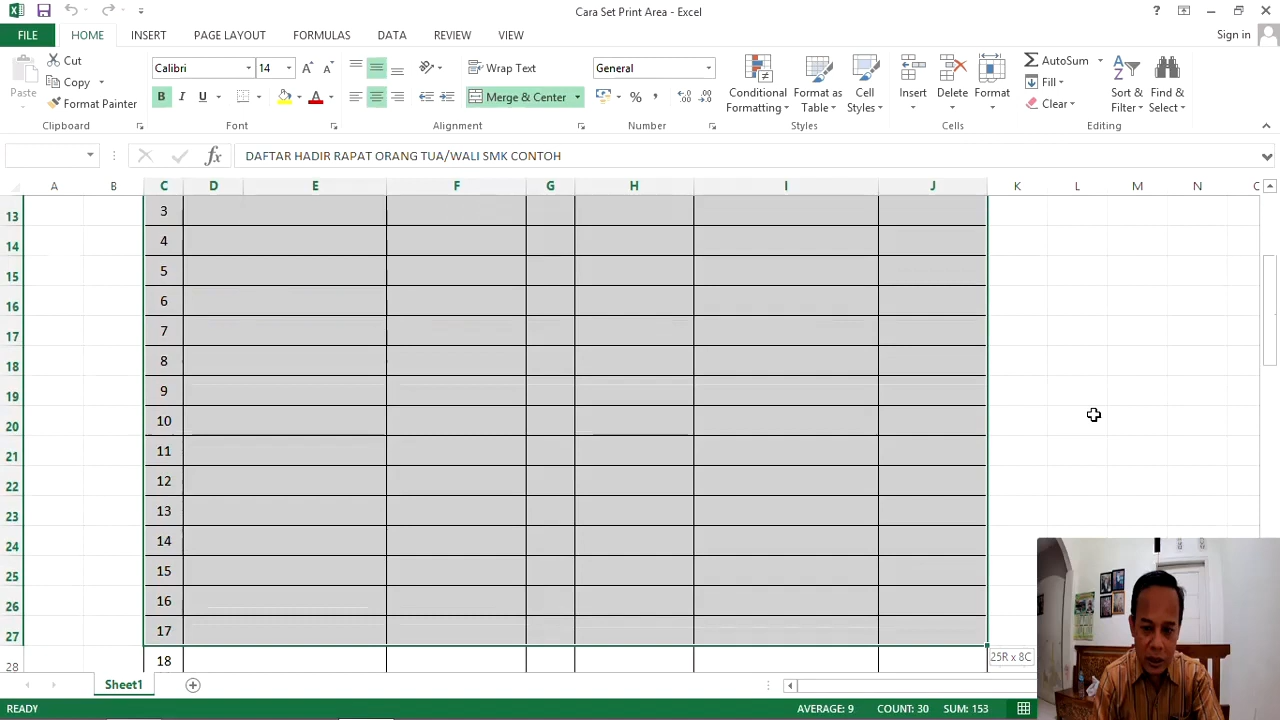 Cara Set Print Area - Excel
?
FILE HOME INSERT PAGE LAYOUT FORMULAS DATA REVIEW VIEW Sign in
Cut
Copy
Format Painter
Paste
Clipboard
Calibri 14 A A
B I U A
Font
Wrap Text
Merge & Center
Alignment
General
% ,
Number
Conditional Formatting
Format as Table
Cell Styles
Styles
Insert Delete Format
Cells
AutoSum
Fill
Clear
Sort & Filter
Find & Select
Editing
fx DAFTAR HADIR RAPAT ORANG TUA/WALI SMK CONTOH
A B C D E F G H I J K L M N
13 3
14 4
15 5
16 6
17 7
18 8
19 9
20 10
21 11
22 12
23 13
24 14
25 15
26 16
27 17
28 18
25R x 8C
Sheet1
READY AVERAGE: 9 COUNT: 30 SUM: 153